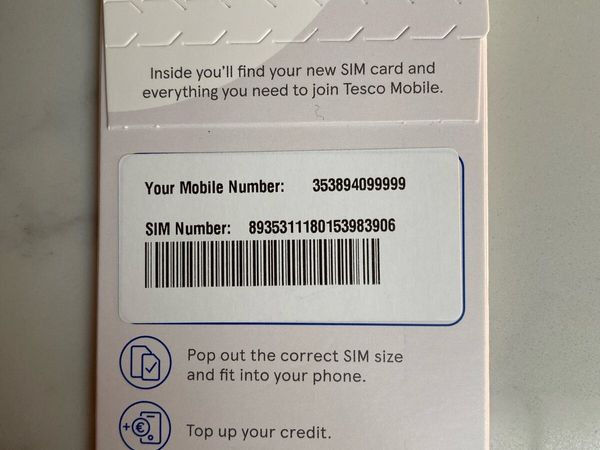 Inside you'll find your new SIM card and
everything you need to join Tesco Mobile.
Your Mobile Number: 353894099999
SIM Number: 8935311180153983906
Pop out the correct SIM size
and fit into your phone.
+€
Top up your credit.